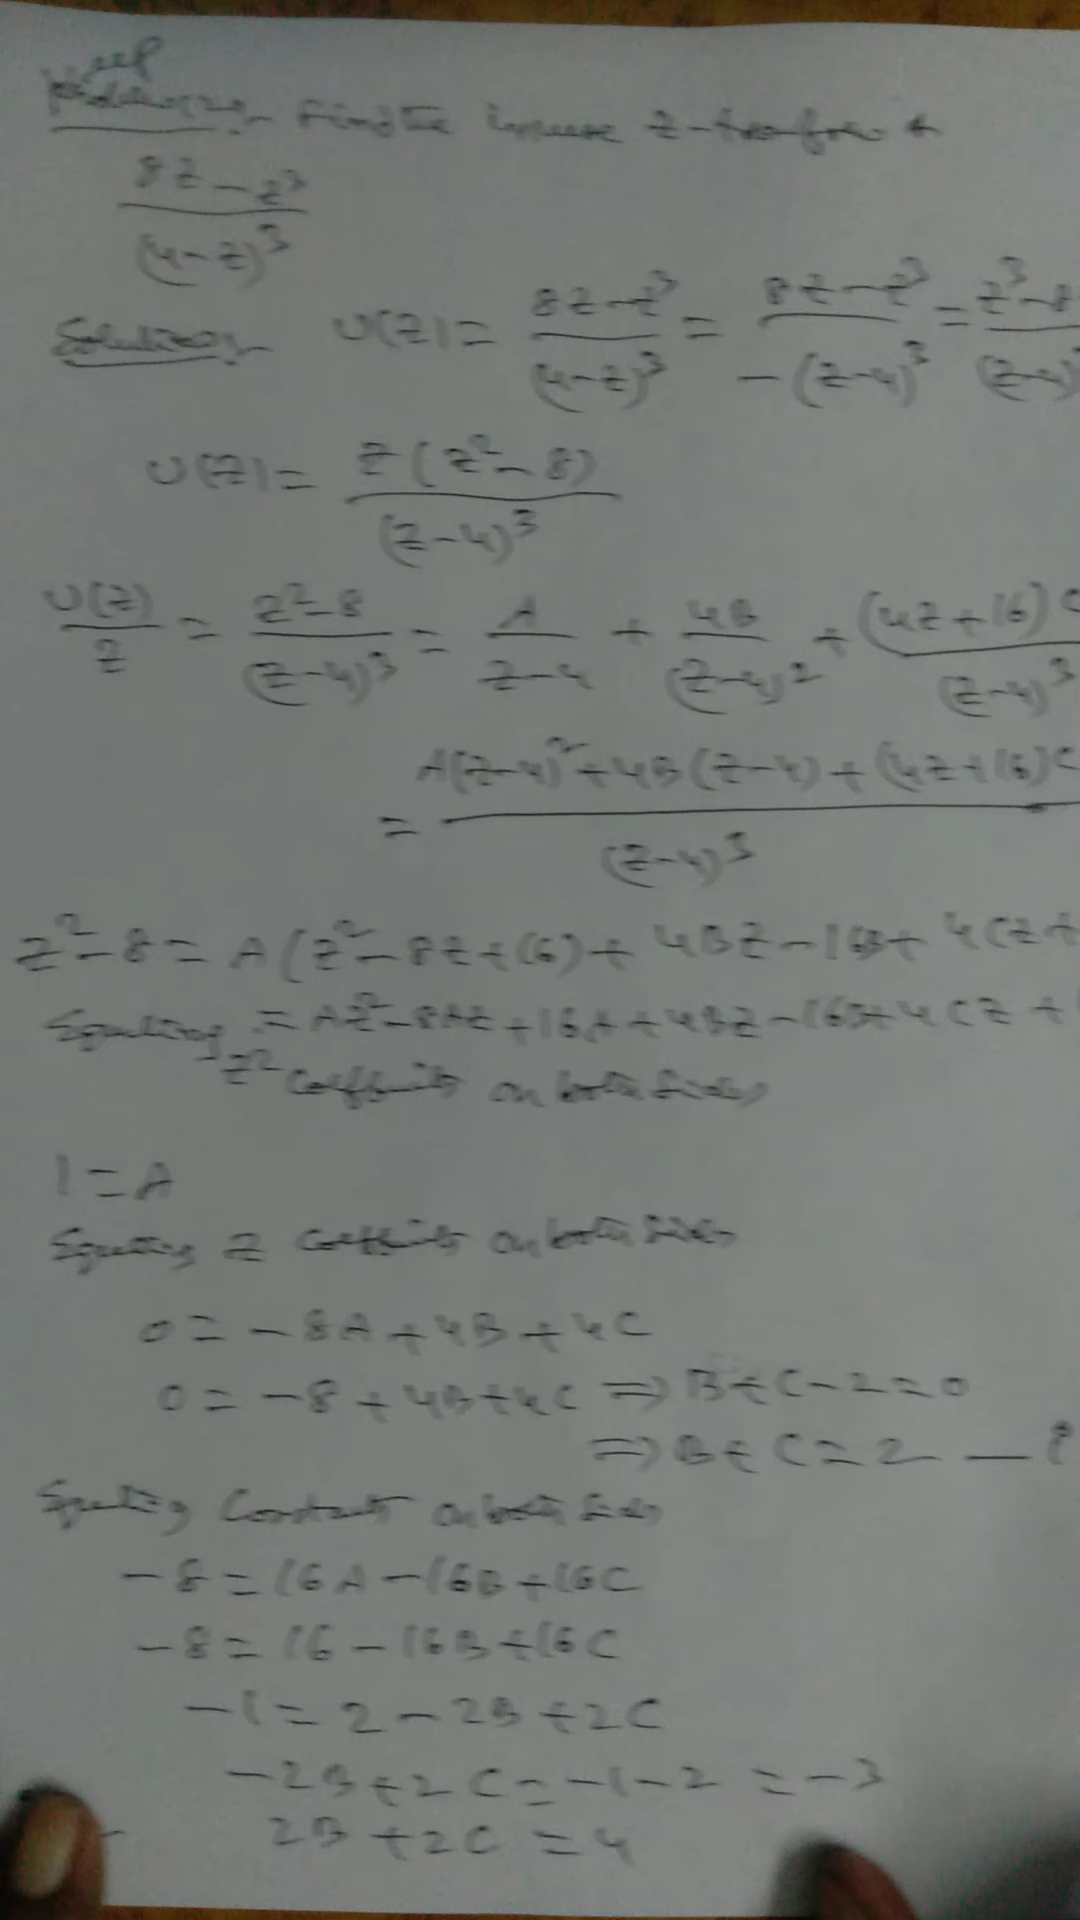 Find the inverse z-transform of
8z-z³/(4-z)³
Solution:- U(z)= 8z-z³/(4-z)³ = 8z-z³/-(z-4)³ = z³-8/(z-4)
U(z)= z(z²-8)/(z-4)³
U(z)/z = z²-8/(z-4)³ = A/z-4 + 4B/(z-4)² + (4z+16)C/(z-4)³
= A(z-4)²+4B(z-4)+(4z+16)C/(z-4)³
z²-8 = A(z²-8z+16)+4Bz-16B+4Cz+
Equating = Az²-8Az+16A+4Bz-16B+4Cz+
z² coefficients on both sides
1=A
Equating z coefficients on both sides
0=-8A+4B+4C
0=-8+4B+4C ⇒ B+C-2=0
⇒ B+C=2 —
Equating Constants on both sides
-8=16A-16B+16C
-8=16-16B+16C
-1=2-2B+2C
-2B+2C=-1-2=-3
2B+2C=4